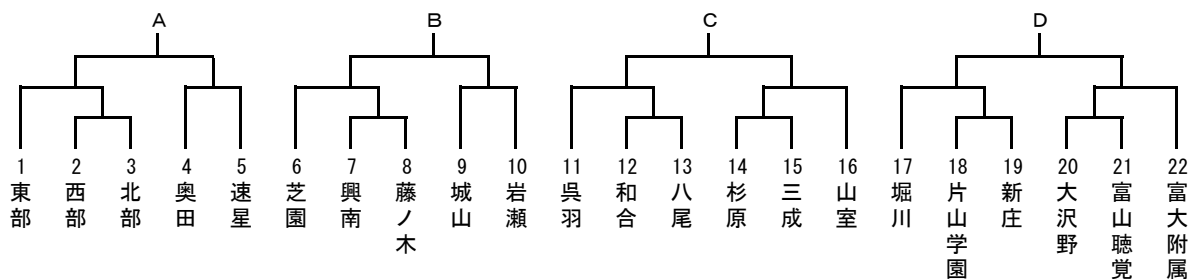 A B C D
1 2 3 4 5 6 7 8 9 10 11 12 13 14 15 16 17 18 19 20 21 22
東部
西部
北部
奥田
速星
芝園
興南
藤ノ木
城山
岩瀬
呉羽
和合
八尾
杉原
三成
山室
堀川
片山学園
新庄
大沢野
富山聴覚
富大附属